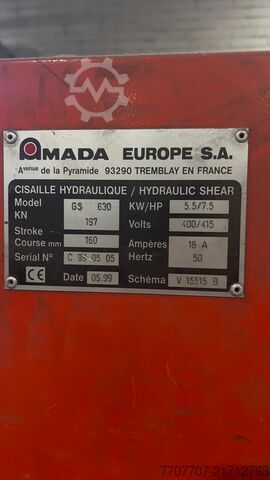 AMADA EUROPE S.A.
Avenue de la Pyramide 93290 TREMBLAY EN FRANCE
CISAILLE HYDRAULIQUE / HYDRAULIC SHEAR
Model GS 630 KW/HP 5.5/7.5
KN 197 Volts 400/415
Stroke
Course mm 160 Ampères 16 A
Serial N° C 99 05 05 Hertz 50
CE Date 05.99 Schéma V 15515 B
7707707-21712763